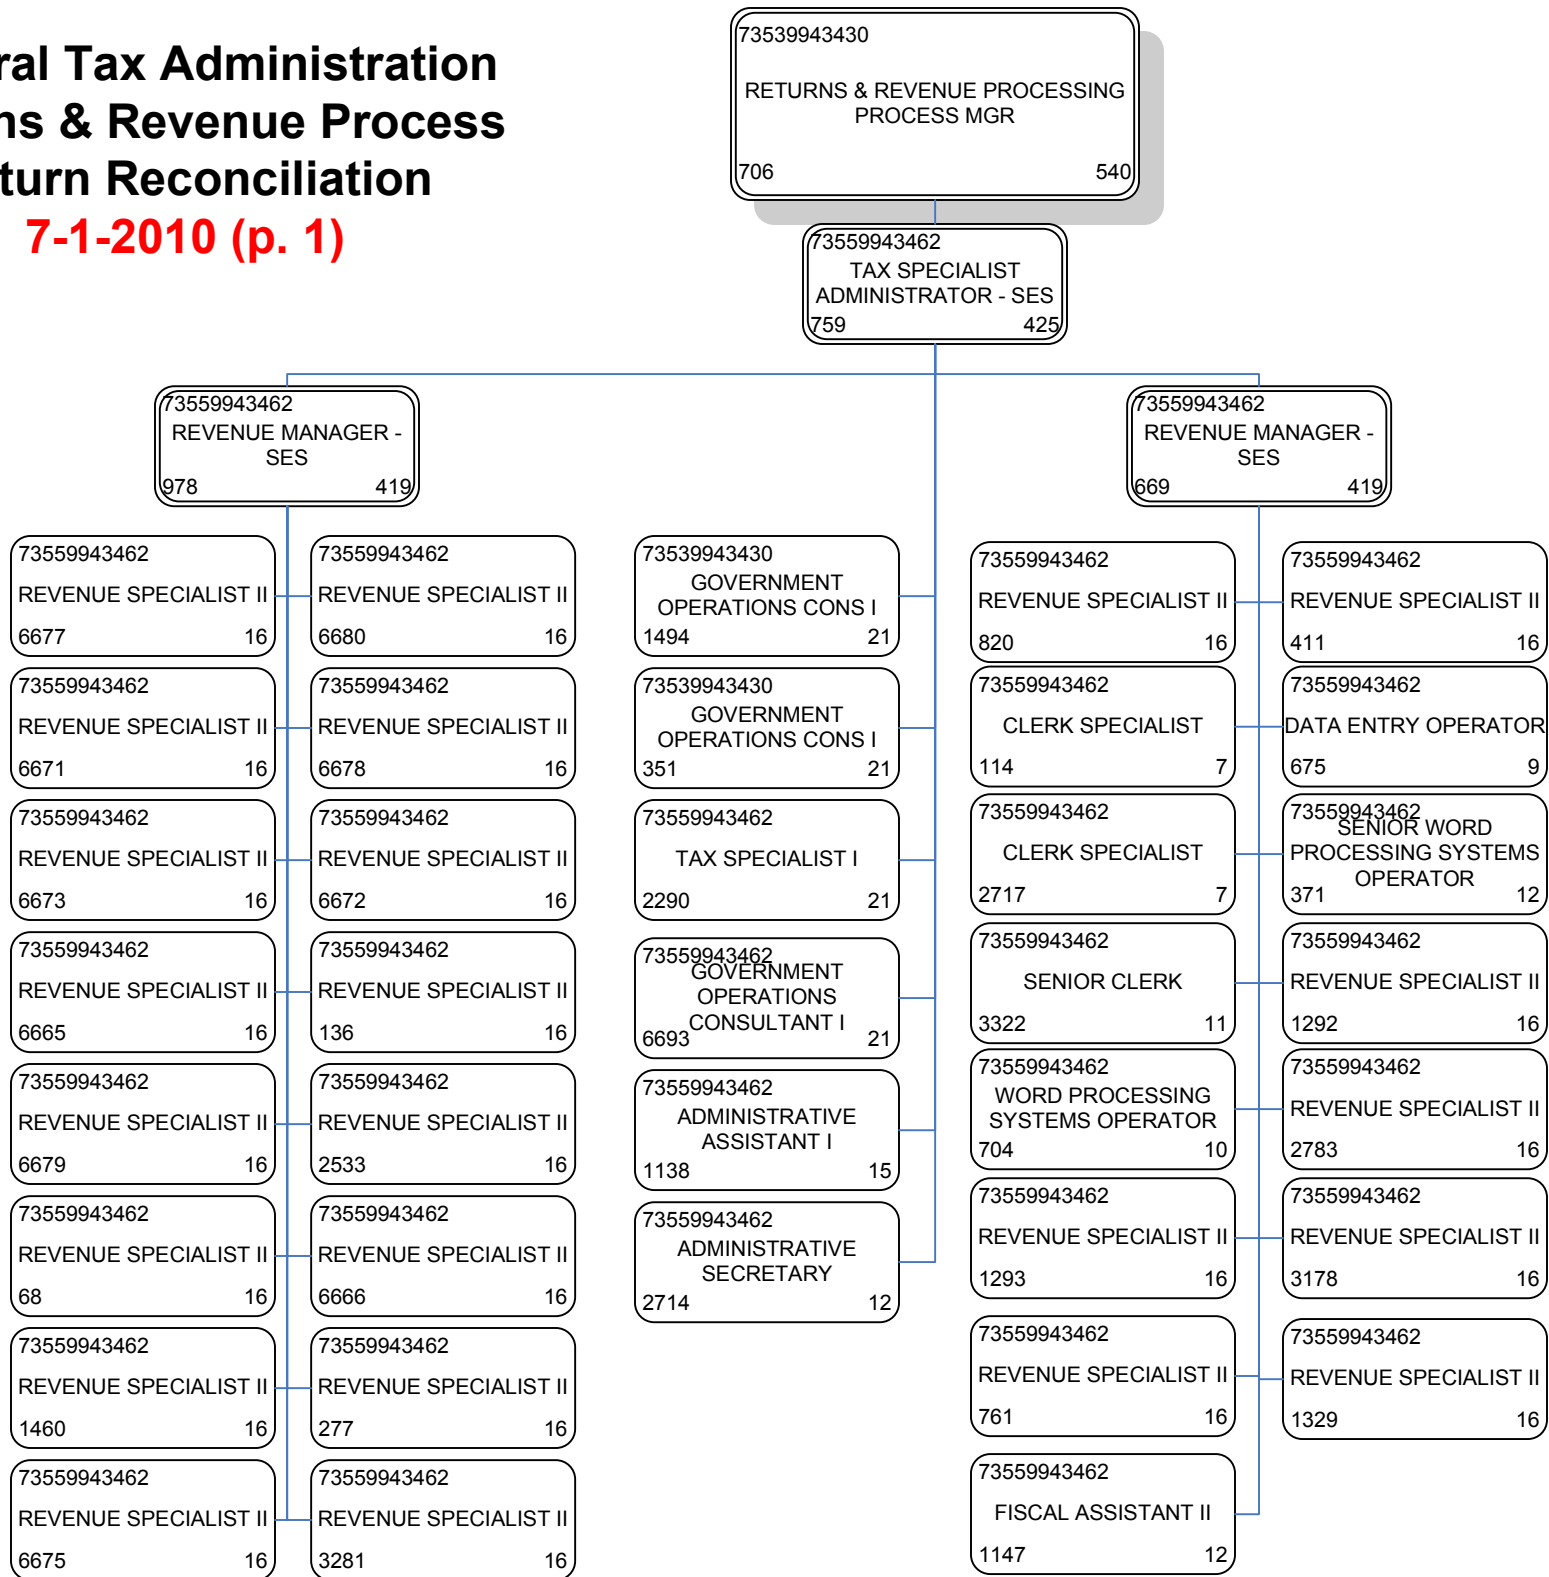 ral Tax Administration
ns & Revenue Process
turn Reconciliation
7-1-2010 (p. 1)
73539943430
RETURNS & REVENUE PROCESSING
PROCESS MGR
706 540
73559943462
TAX SPECIALIST
ADMINISTRATOR - SES
759 425
73559943462
REVENUE MANAGER -
SES
978 419
73559943462
REVENUE MANAGER -
SES
669 419
73559943462
REVENUE SPECIALIST II
6677 16
73559943462
REVENUE SPECIALIST II
6680 16
73559943462
REVENUE SPECIALIST II
6671 16
73559943462
REVENUE SPECIALIST II
6678 16
73559943462
REVENUE SPECIALIST II
6673 16
73559943462
REVENUE SPECIALIST II
6672 16
73559943462
REVENUE SPECIALIST II
6665 16
73559943462
REVENUE SPECIALIST II
136 16
73559943462
REVENUE SPECIALIST II
6679 16
73559943462
REVENUE SPECIALIST II
2533 16
73559943462
REVENUE SPECIALIST II
68 16
73559943462
REVENUE SPECIALIST II
6666 16
73559943462
REVENUE SPECIALIST II
1460 16
73559943462
REVENUE SPECIALIST II
277 16
73559943462
REVENUE SPECIALIST II
6675 16
73559943462
REVENUE SPECIALIST II
3281 16
73539943430
GOVERNMENT
OPERATIONS CONS I
1494 21
73539943430
GOVERNMENT
OPERATIONS CONS I
351 21
73559943462
TAX SPECIALIST I
2290 21
73559943462
GOVERNMENT
OPERATIONS
CONSULTANT I
6693 21
73559943462
ADMINISTRATIVE
ASSISTANT I
1138 15
73559943462
ADMINISTRATIVE
SECRETARY
2714 12
73559943462
REVENUE SPECIALIST II
820 16
73559943462
REVENUE SPECIALIST II
411 16
73559943462
CLERK SPECIALIST
114 7
73559943462
DATA ENTRY OPERATOR
675 9
73559943462
CLERK SPECIALIST
2717 7
73559943462
SENIOR WORD
PROCESSING SYSTEMS
OPERATOR
371 12
73559943462
SENIOR CLERK
3322 11
73559943462
REVENUE SPECIALIST II
1292 16
73559943462
WORD PROCESSING
SYSTEMS OPERATOR
704 10
73559943462
REVENUE SPECIALIST II
2783 16
73559943462
REVENUE SPECIALIST II
1293 16
73559943462
REVENUE SPECIALIST II
3178 16
73559943462
REVENUE SPECIALIST II
761 16
73559943462
REVENUE SPECIALIST II
1329 16
73559943462
FISCAL ASSISTANT II
1147 12